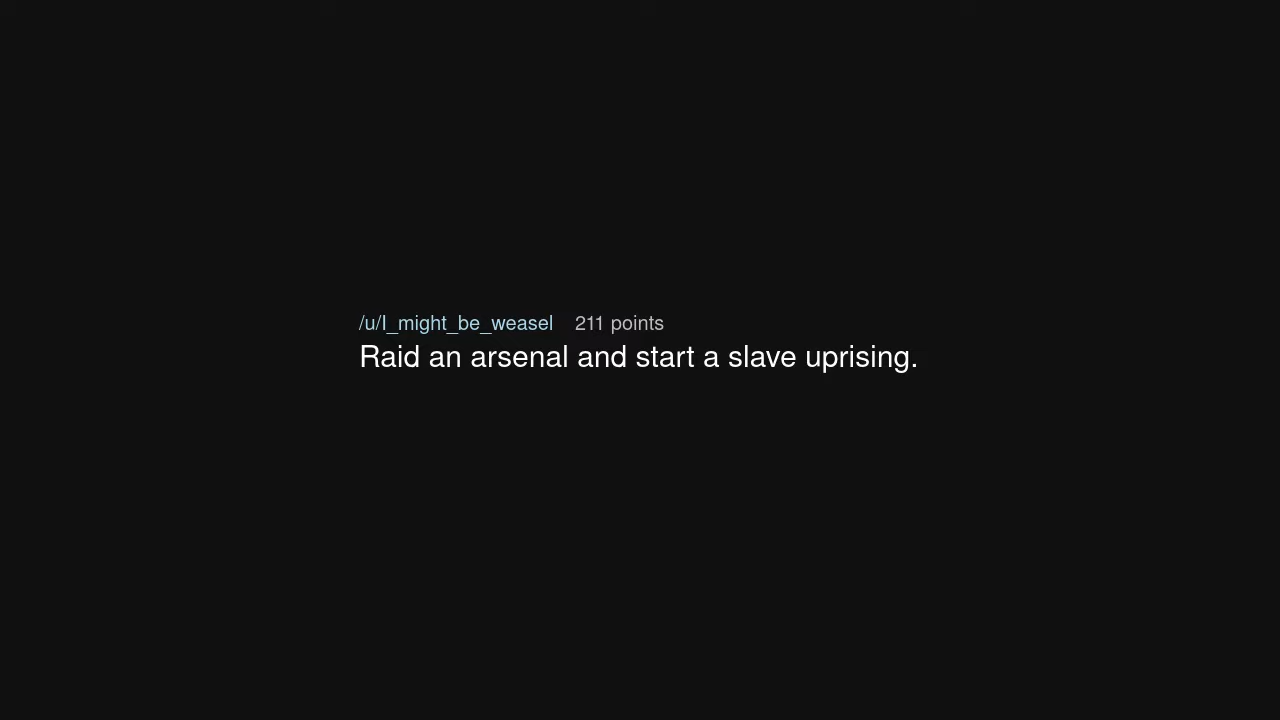 /u/I_might_be_weasel 211 points
Raid an arsenal and start a slave uprising.